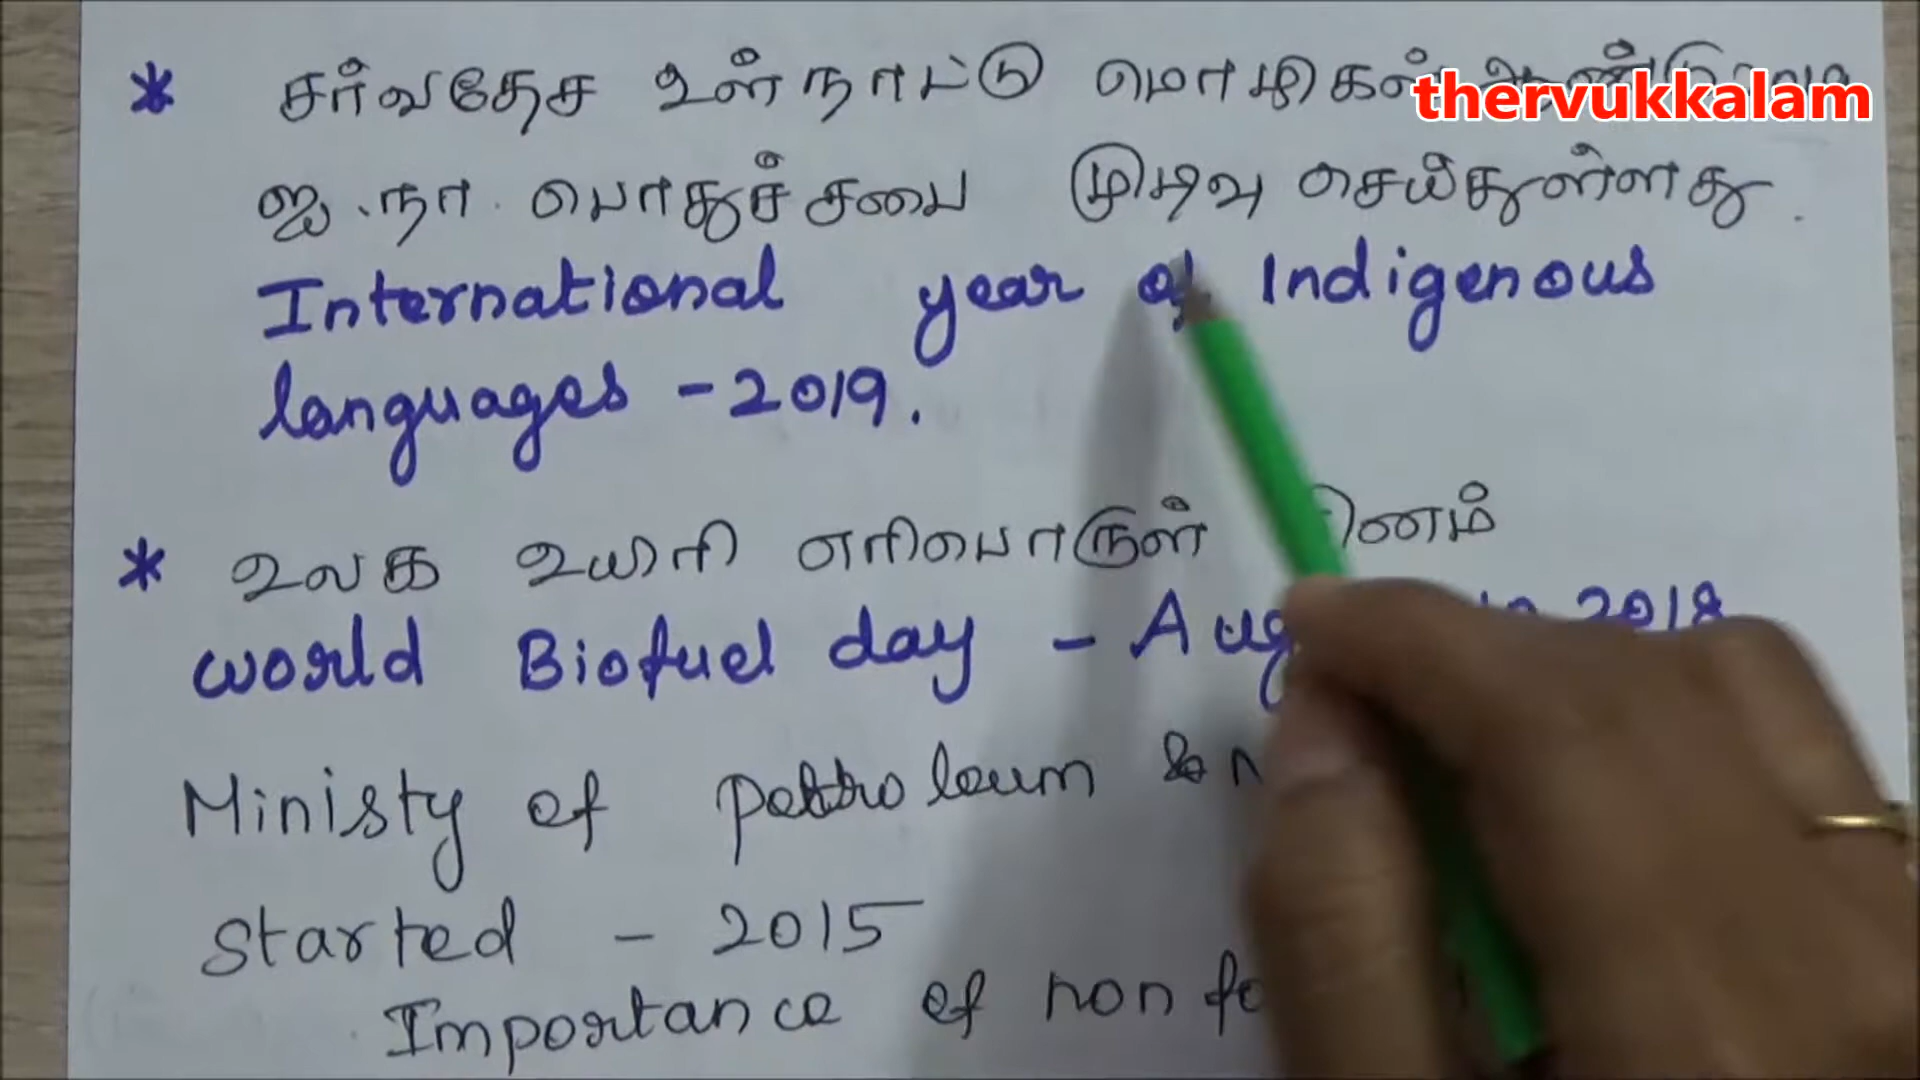 * சர்வதேச உள்நாட்டு மொழிகள்
thervukkalam
ஐ.நா. பொதுச்சபை முடிவு செய்துள்ளது.
International year of Indigenous
languages - 2019.
* உலக உயிரி எரிபொருள்
world Biofuel day - Aug 2018
Ministy of petroleum &
Started - 2015
Importance of non